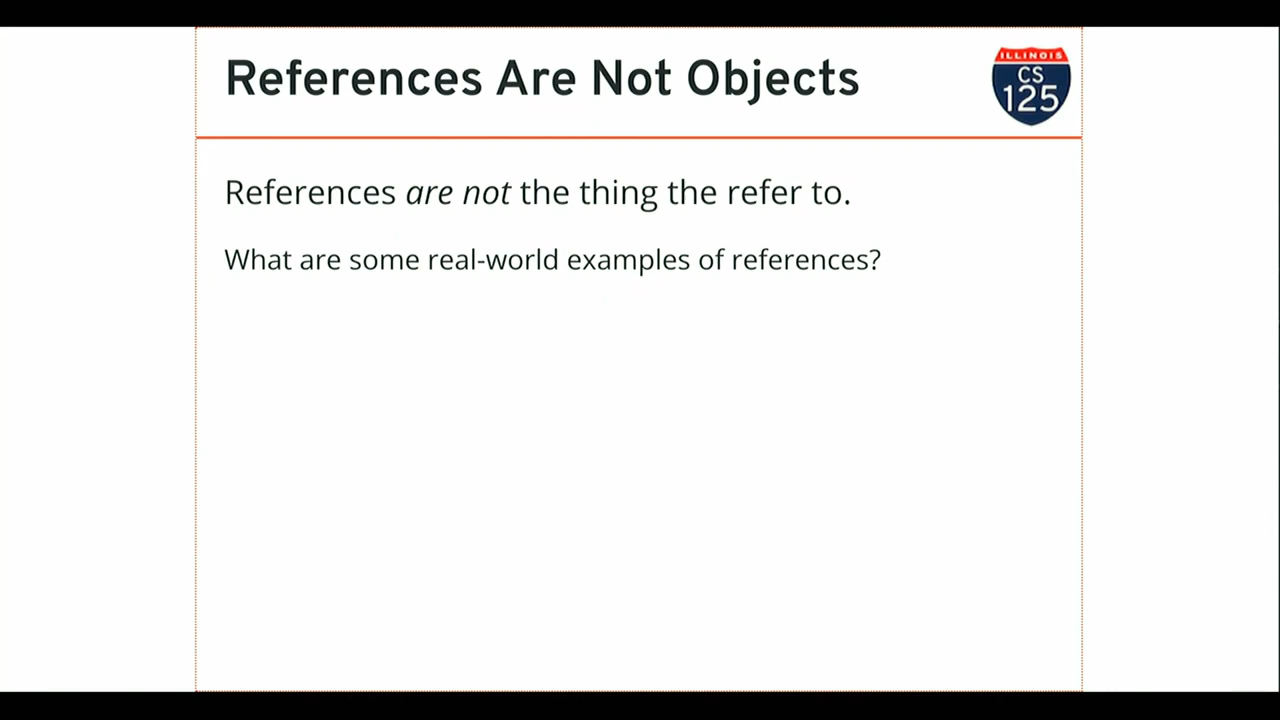 References Are Not Objects
ILLINOIS
CS
125
References are not the thing the refer to.
What are some real-world examples of references?